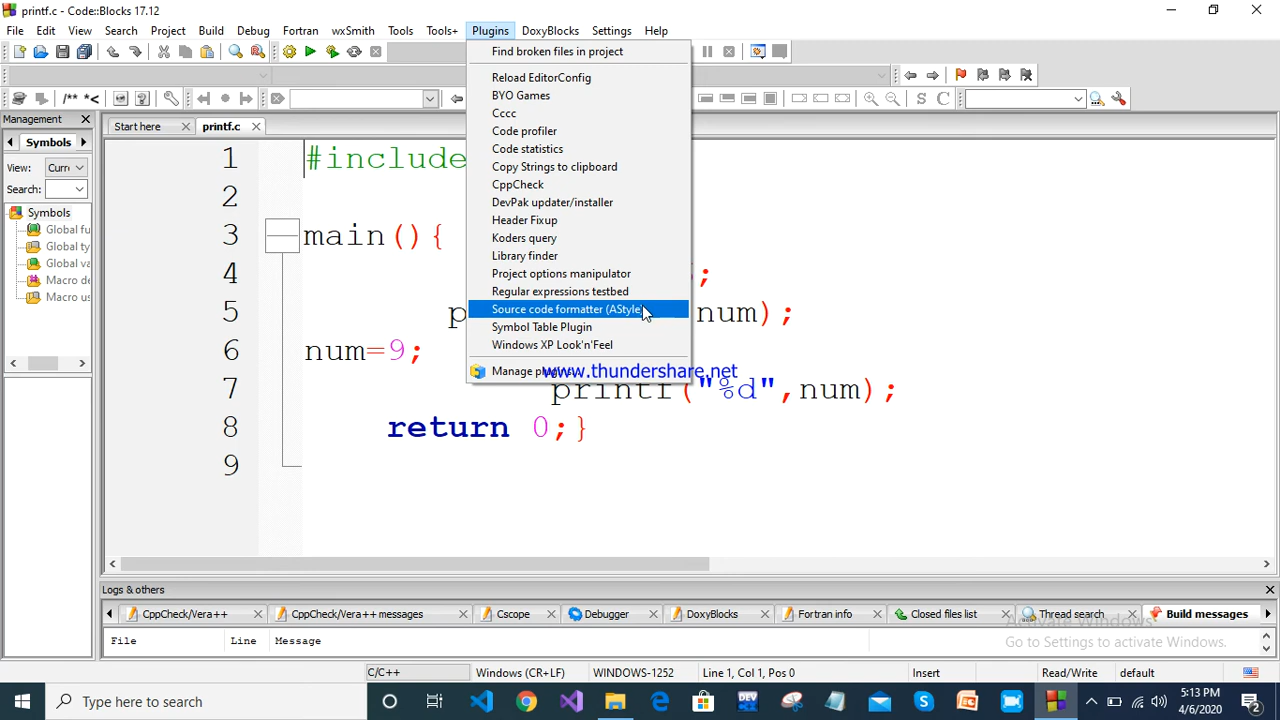 printf.c - Code::Blocks 17.12
File Edit View Search Project Build Debug Fortran wxSmith Tools Tools+ Plugins DoxyBlocks Settings Help
Find broken files in project
Reload EditorConfig
BYO Games
Cccc
Code profiler
Code statistics
Copy Strings to clipboard
CppCheck
DevPak updater/installer
Header Fixup
Koders query
Library finder
Project options manipulator
Regular expressions testbed
Source code formatter (AStyle)
Symbol Table Plugin
Windows XP Look'n'Feel
Manage
www.thundershare.net
/** *<
S C
Management
Symbols
View: Curre
Search:
Symbols
Global fu
Global ty
Global va
Macro de
Macro us
Start here printf.c
1 #include
2
3 main(){
4 ;
5 p num);
6 num=9;
7 printf("%d",num);
8 return 0;}
9
Logs & others
CppCheck/Vera++ CppCheck/Vera++ messages Cscope Debugger DoxyBlocks Fortran info Closed files list Thread search Build messages
File Line Message
Activate Windows
Go to Settings to activate Windows.
C/C++ Windows (CR+LF) WINDOWS-1252 Line 1, Col 1, Pos 0 Insert Read/Write default
Type here to search
DEV
5:13 PM
4/6/2020
2